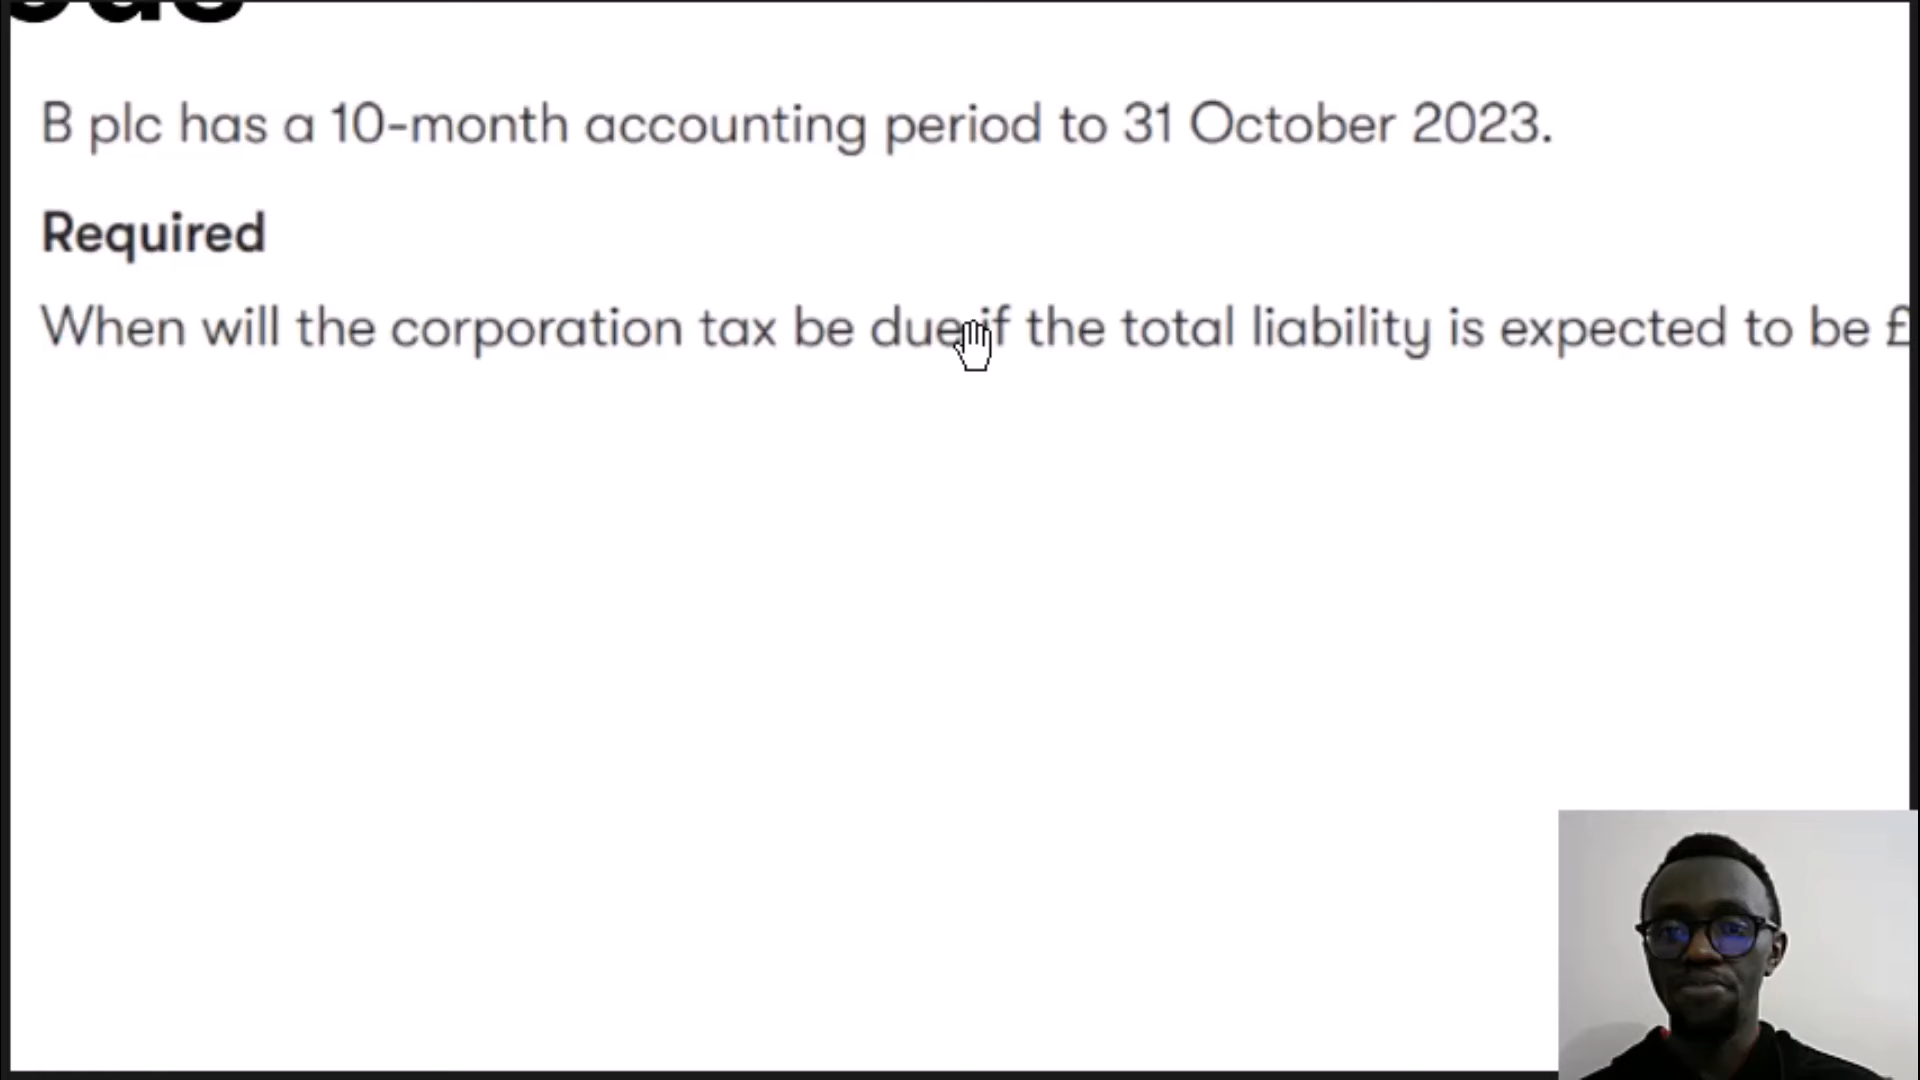 B plc has a 10-month accounting period to 31 October 2023.
Required
When will the corporation tax be due if the total liability is expected to be £